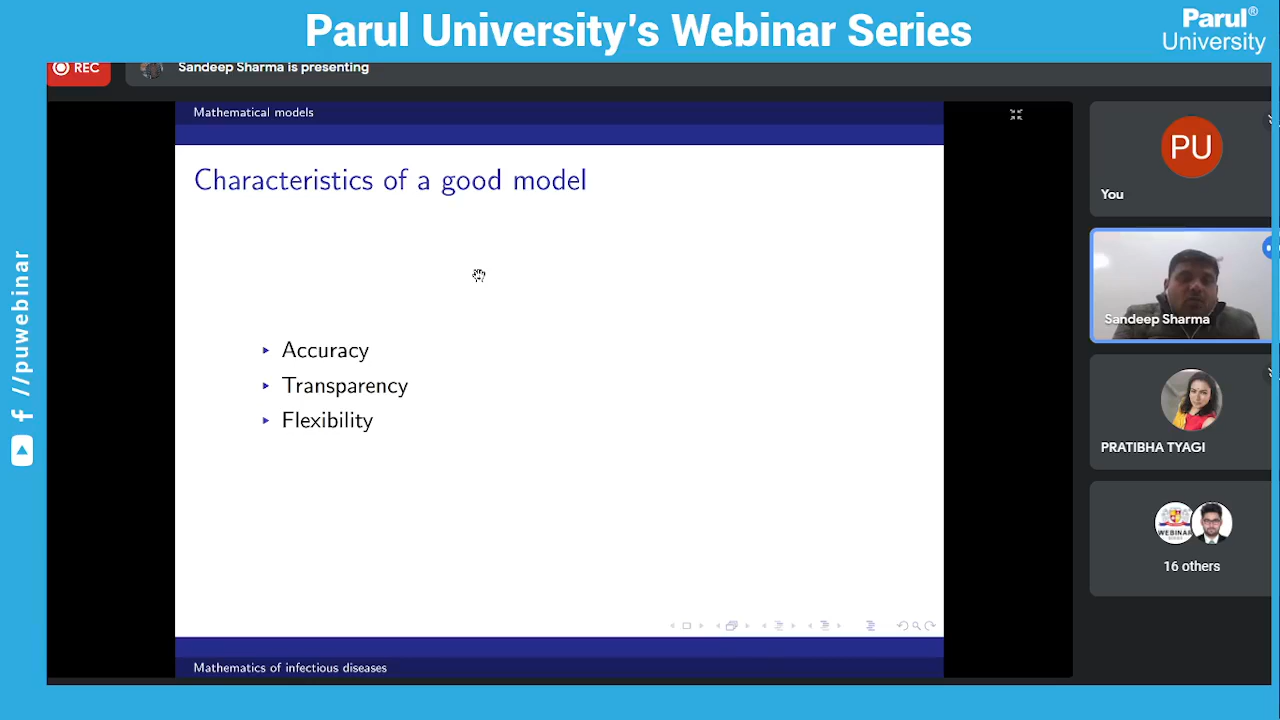 Parul University's Webinar Series
Parul®
University
REC
Sandeep Sharma is presenting
Mathematical models
Characteristics of a good model
Accuracy
Transparency
Flexibility
Mathematics of infectious diseases
PU
You
Sandeep Sharma
PRATIBHA TYAGI
WEBINAR
16 others
//puwebinar